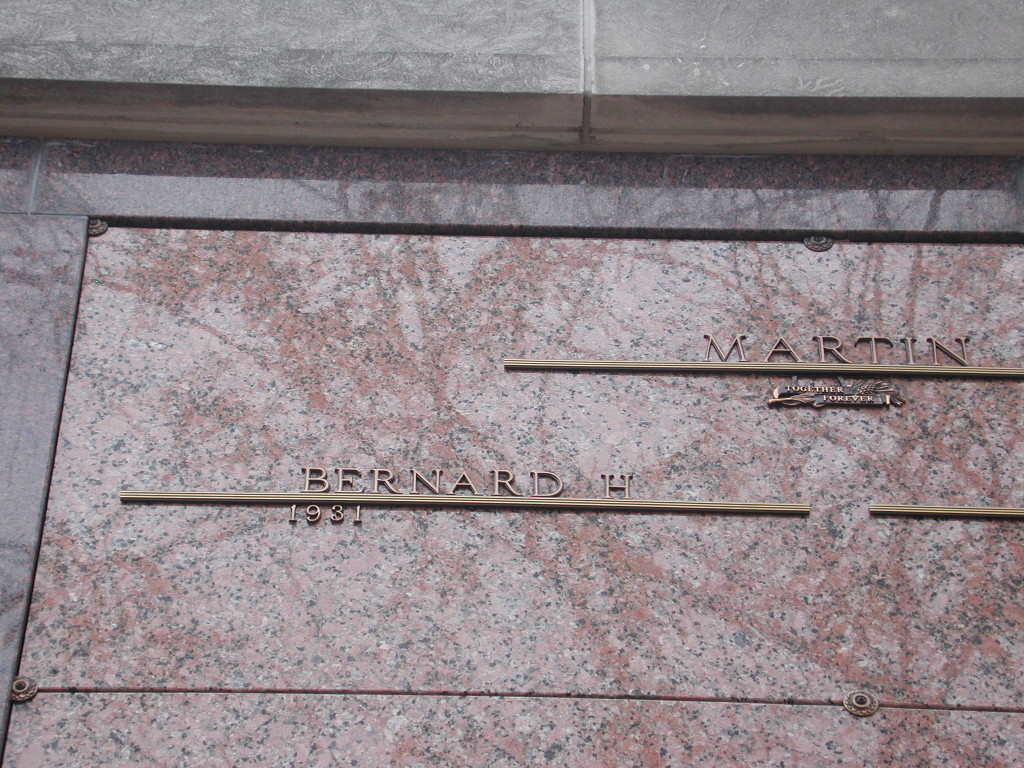 MARTIN
TOGETHER
FOREVER
BERNARD H
1931